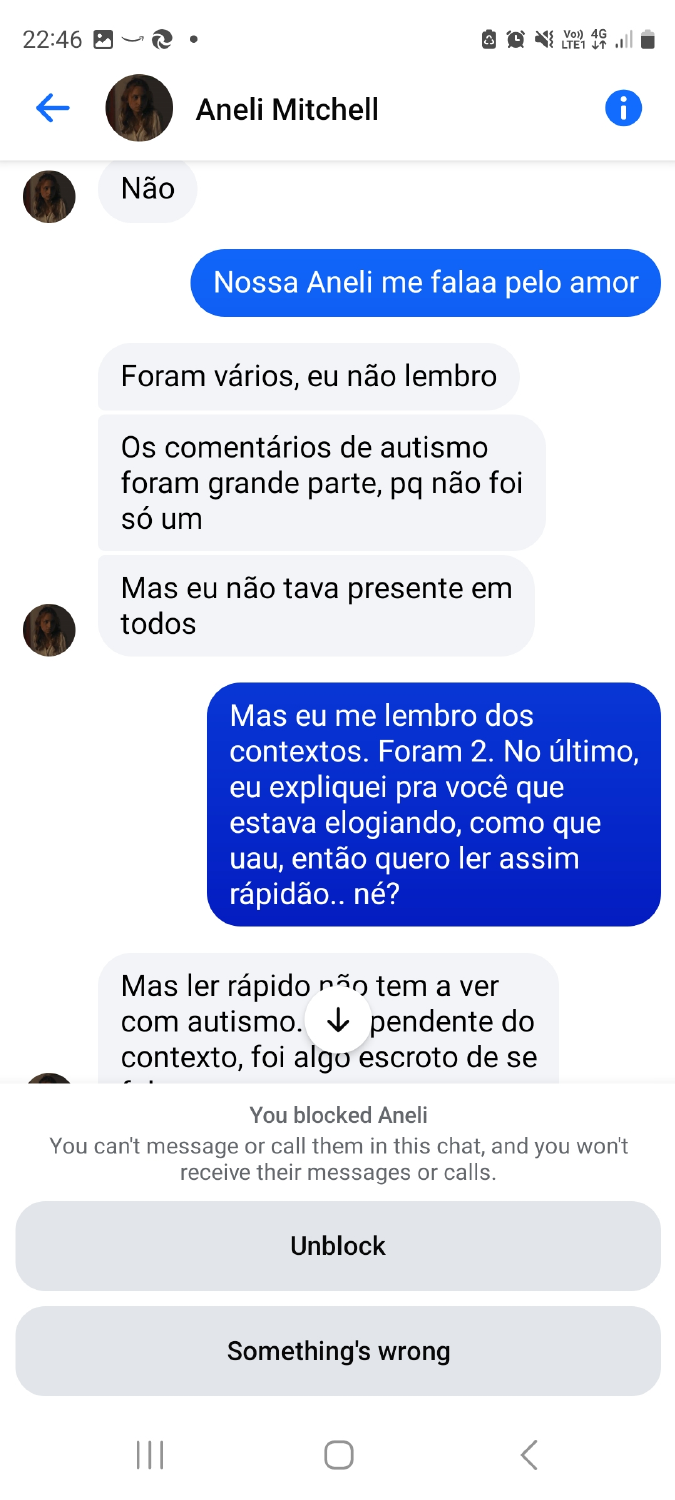 22:46
Vo))
LTE1
4G
Aneli Mitchell
Não
Nossa Aneli me falaa pelo amor
Foram vários, eu não lembro
Os comentários de autismo
foram grande parte, pq não foi
só um
Mas eu não tava presente em
todos
Mas eu me lembro dos
contextos. Foram 2. No último,
eu expliquei pra você que
estava elogiando, como que
uau, então quero ler assim
rápidão.. né?
Mas ler rápido não tem a ver
com autismo. pendente do
contexto, foi algo escroto de se
You blocked Aneli
You can't message or call them in this chat, and you won't
receive their messages or calls.
Unblock
Something's wrong